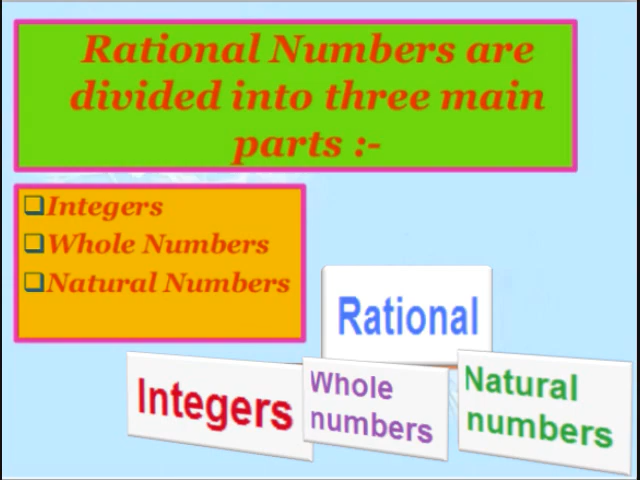 Rational Numbers are
divided into three main
parts :-
Integers
Whole Numbers
Natural Numbers
Rational
Integers
Whole
numbers
Natural
numbers